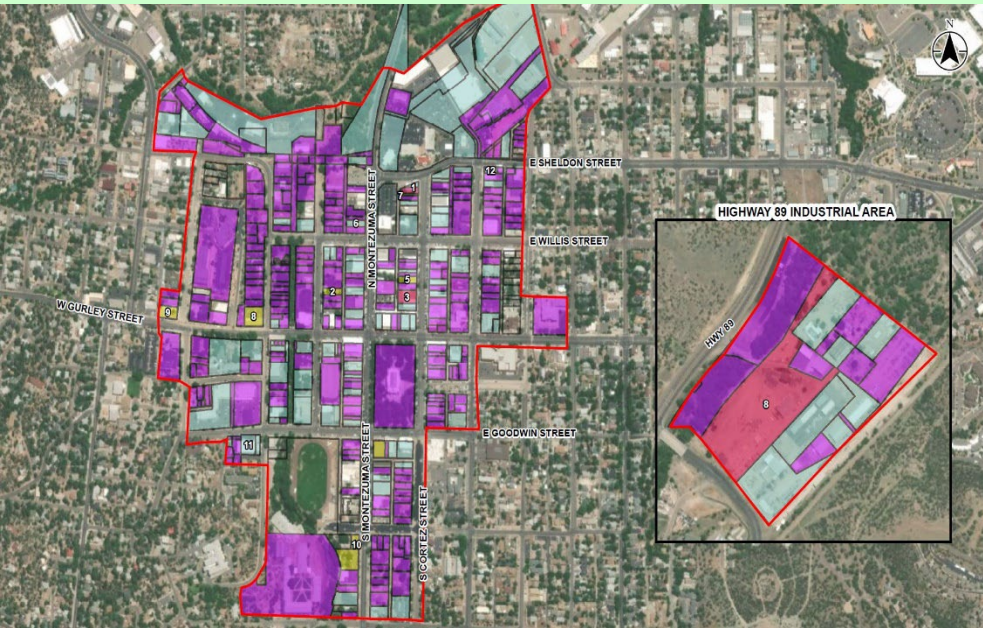 N
E SHELDON STREET
12
1
7
N MONTEZUMA STREET
6
HIGHWAY 89 INDUSTRIAL AREA
E WILLIS STREET
5
2
3
W GURLEY STREET
9
8
HWY 89
8
E GOODWIN STREET
11
S MONTEZUMA STREET
S CORTEZ STREET
10